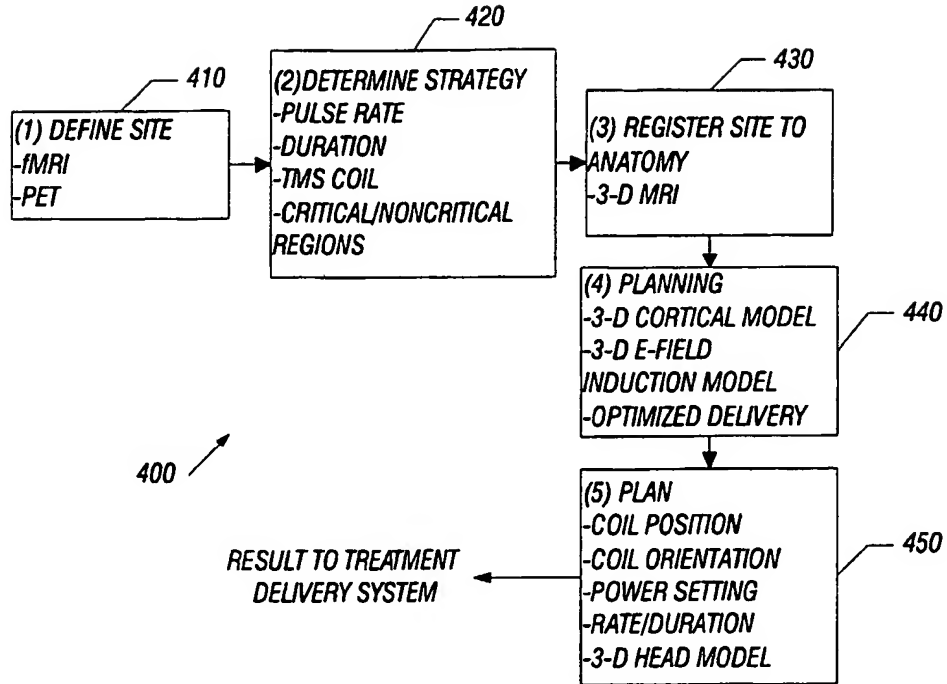 410
(1) DEFINE SITE
-fMRI
-PET
420
(2)DETERMINE STRATEGY
-PULSE RATE
-DURATION
-TMS COIL
-CRITICAL/NONCRITICAL
REGIONS
430
(3) REGISTER SITE TO
ANATOMY
-3-D MRI
440
(4) PLANNING
-3-D CORTICAL MODEL
-3-D E-FIELD
INDUCTION MODEL
-OPTIMIZED DELIVERY
450
(5) PLAN
-COIL POSITION
-COIL ORIENTATION
-POWER SETTING
-RATE/DURATION
-3-D HEAD MODEL
RESULT TO TREATMENT
DELIVERY SYSTEM
400